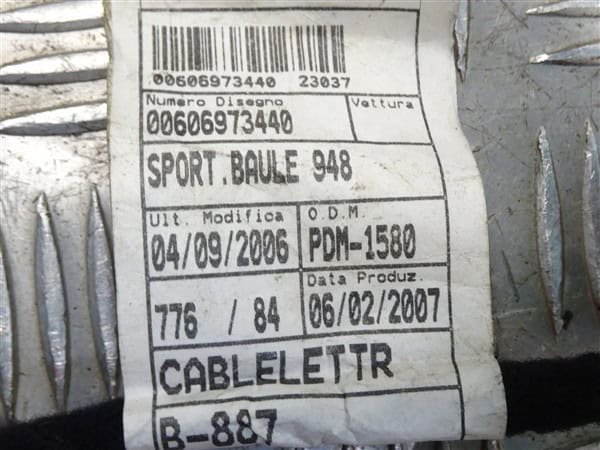 00606973440 23037
Numero Disegno Vettura
00606973440
SPORT.BAULE 948
Ult. Modifica O.D.M.
04/09/2006 PDM-1580
Data Produz.
776 / 84 06/02/2007
CABLELETTR
B-887